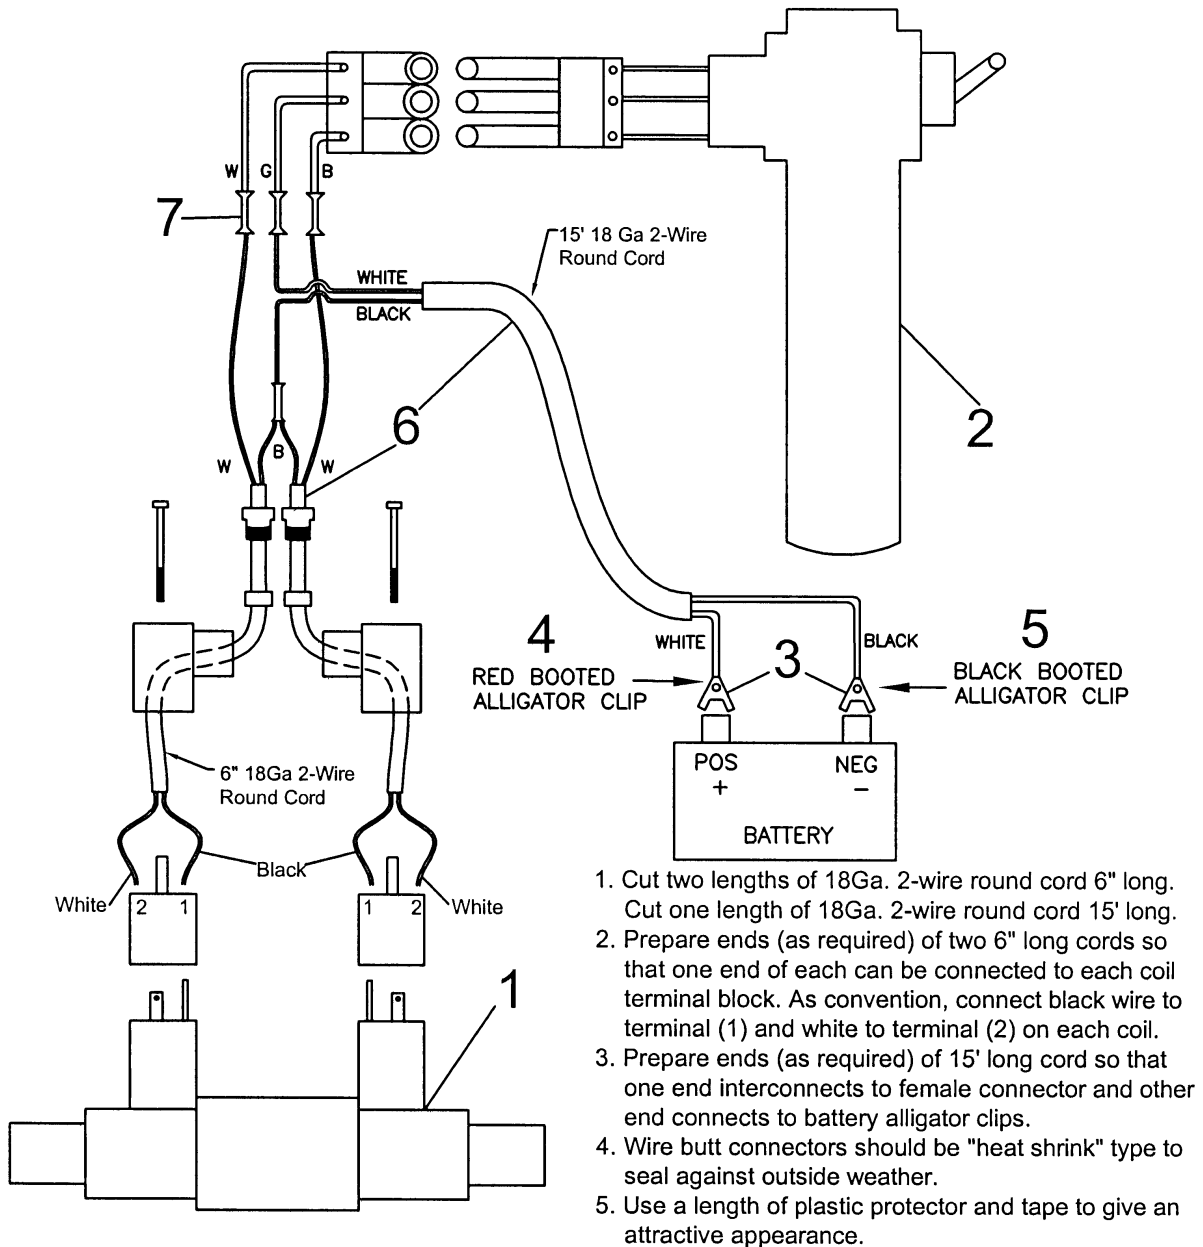 W G B
7
15' 18 Ga 2-Wire
Round Cord
WHITE
BLACK
6
2
W B W
4
RED BOOTED
ALLIGATOR CLIP
WHITE
3
BLACK
5
BLACK BOOTED
ALLIGATOR CLIP
POS
+
NEG
−
BATTERY
6" 18Ga 2-Wire
Round Cord
Black
White
2 1
1 2
White
1
1. Cut two lengths of 18Ga. 2-wire round cord 6" long.
Cut one length of 18Ga. 2-wire round cord 15' long.
2. Prepare ends (as required) of two 6" long cords so
that one end of each can be connected to each coil
terminal block. As convention, connect black wire to
terminal (1) and white to terminal (2) on each coil.
3. Prepare ends (as required) of 15' long cord so that
one end interconnects to female connector and other
end connects to battery alligator clips.
4. Wire butt connectors should be "heat shrink" type to
seal against outside weather.
5. Use a length of plastic protector and tape to give an
attractive appearance.